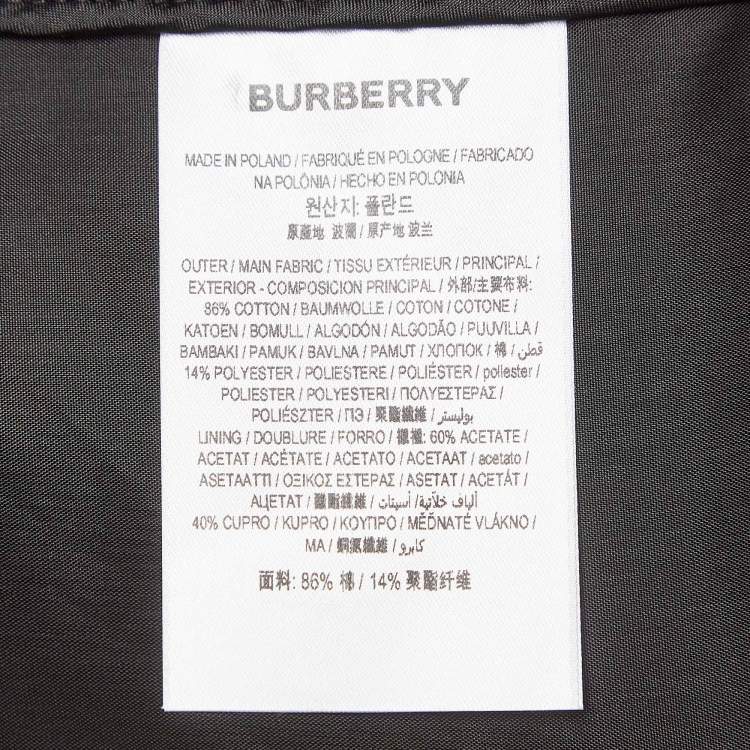 BURBERRY
MADE IN POLAND / FABRIQUÉ EN POLOGNE / FABRICADO
NA POLÔNIA / HECHO EN POLONIA
원산지: 폴란드
原產地 波蘭 / 原产地 波兰
OUTER / MAIN FABRIC / TISSU EXTÉRIEUR / PRINCIPAL /
EXTERIOR - COMPOSICION PRINCIPAL / 外部/主要布料:
86% COTTON / BAUMWOLLE / COTON / COTONE /
KATOEN / BOMULL / ALGODÓN / ALGODÃO / PUUVILLA /
BAMBAKI / PAMUK / BAVLNA / PAMUT / ХЛОПОК / 棉 / قطن /
14% POLYESTER / POLIESTERE / POLIÉSTER / poliester /
POLIESTER / POLYESTERI / ΠΟΛΥΕΣΤΕΡΑΣ /
POLIÉSZTER / ПЭ / 聚酯纖維 / بوليستر /
LINING / DOUBLURE / FORRO / 襯裡: 60% ACETATE /
ACETAT / ACÉTATE / ACETATO / ACETAAT / acetato /
ASETAATTI / ΟΞΙΚΟΣ ΕΣΤΕΡΑΣ / ASETAT / ACETÁT /
АЦЕТАТ / 醋酯纖維 / ألياف خلاتية/ أسيتات /
40% CUPRO / KUPRO / ΚΟΥΠΡΟ / MĚĎNATÉ VLÁKNO /
МА / 銅氨纖維 / كابرو /
面料: 86% 棉 / 14% 聚酯纤维